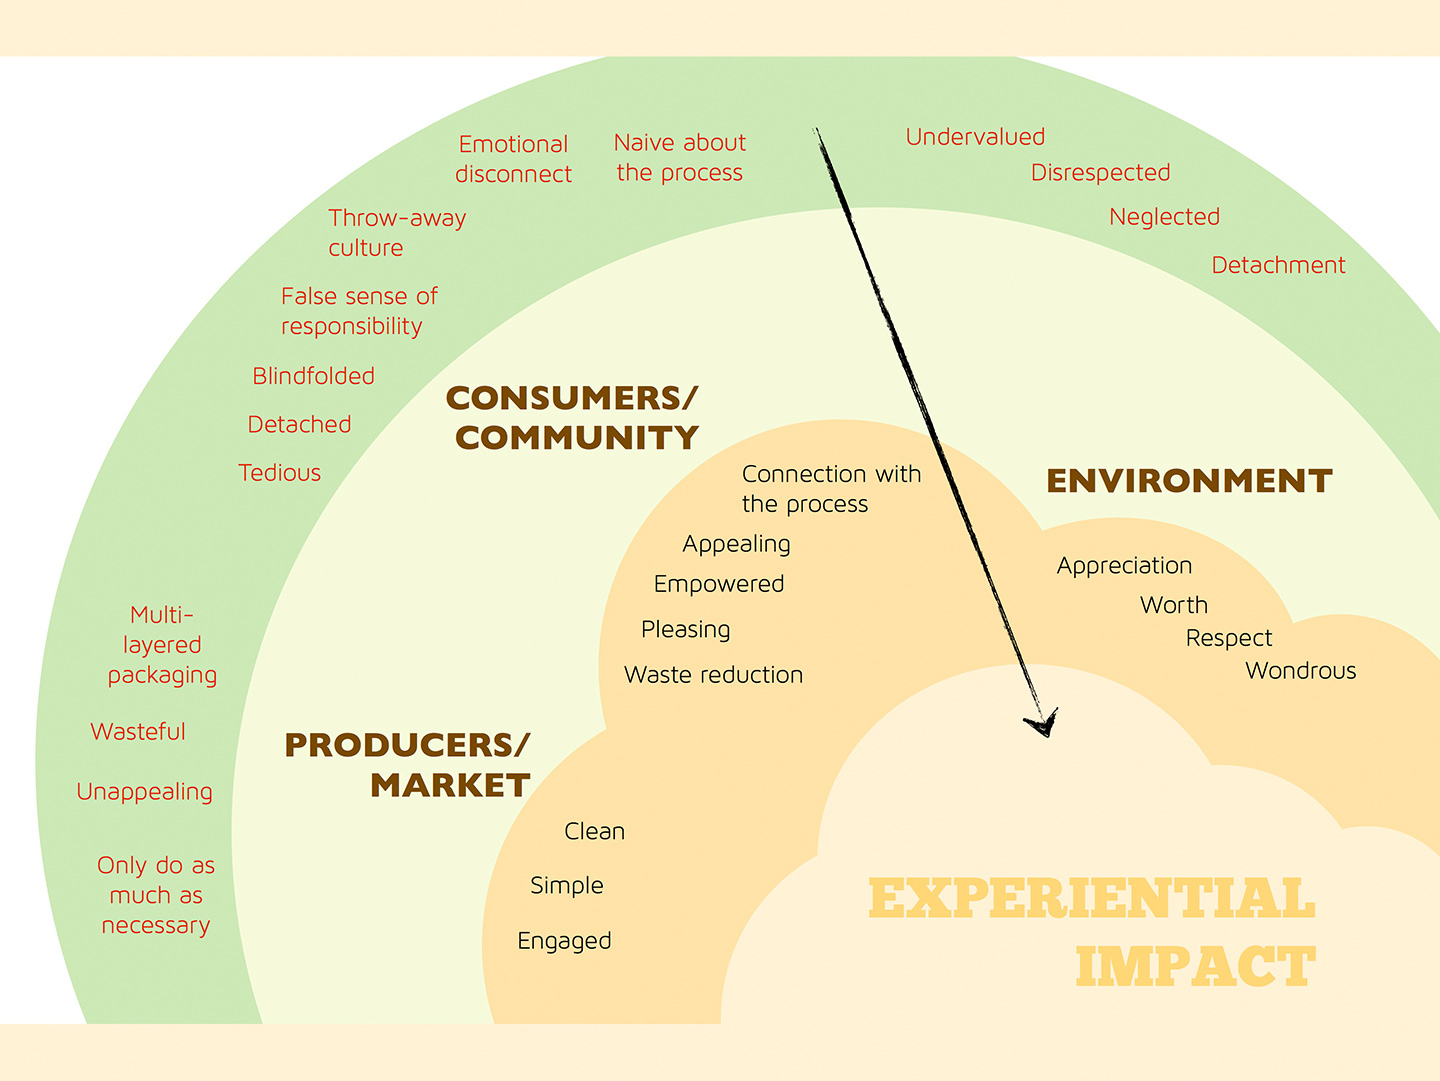 Emotional
disconnect
Naive about
the process
Undervalued
Disrespected
Neglected
Detachment
Throw-away
culture
False sense of
responsibility
Blindfolded
Detached
Tedious
CONSUMERS/
COMMUNITY
ENVIRONMENT
Connection with
the process
Appealing
Empowered
Pleasing
Waste reduction
Appreciation
Worth
Respect
Wondrous
Multi-
layered
packaging
Wasteful
Unappealing
Only do as
much as
necessary
PRODUCERS/
MARKET
Clean
Simple
Engaged
EXPERIENTIAL
IMPACT